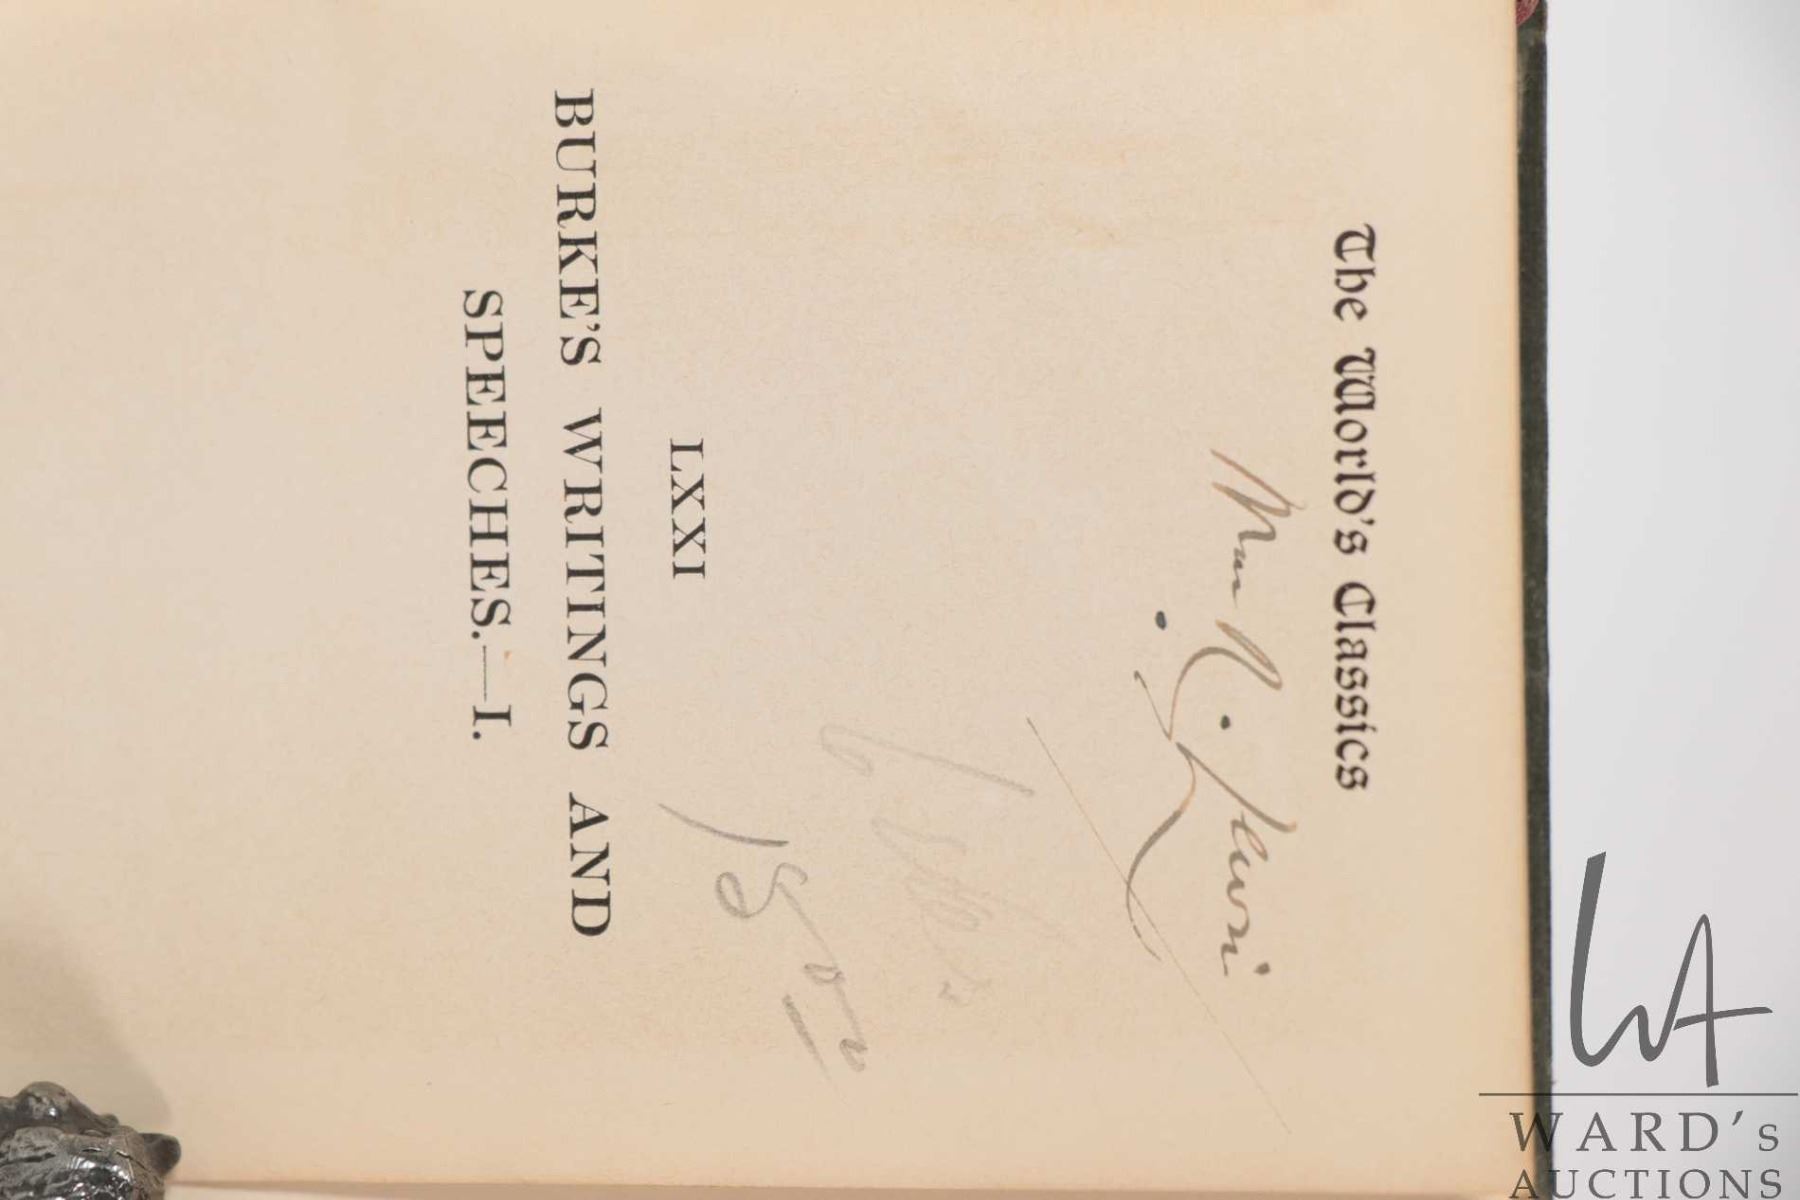 The World's Classics
LXXI
BURKE'S WRITINGS AND
SPEECHES.—I.
WARD's
AUCTIONS